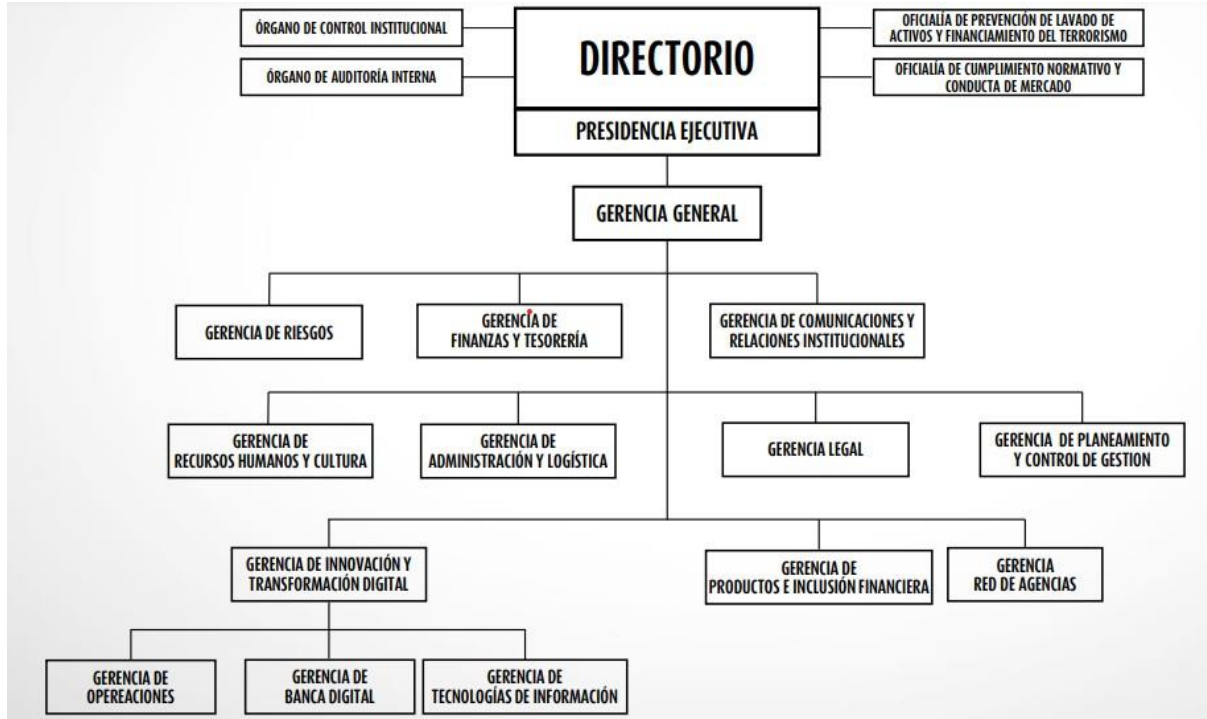 ÓRGANO DE CONTROL INSTITUCIONAL
DIRECTORIO
OFICIALÍA DE PREVENCIÓN DE LAVADO DE
ACTIVOS Y FINANCIAMIENTO DEL TERRORISMO
ÓRGANO DE AUDITORÍA INTERNA
OFICIALÍA DE CUMPLIMIENTO NORMATIVO Y
CONDUCTA DE MERCADO
PRESIDENCIA EJECUTIVA
GERENCIA GENERAL
GERENCIA DE RIESGOS
GERENCIA DE
FINANZAS Y TESORERÍA
GERENCIA DE COMUNICACIONES Y
RELACIONES INSTITUCIONALES
GERENCIA DE
RECURSOS HUMANOS Y CULTURA
GERENCIA DE
ADMINISTRACIÓN Y LOGÍSTICA
GERENCIA LEGAL
GERENCIA DE PLANEAMIENTO
Y CONTROL DE GESTION
GERENCIA DE INNOVACIÓN Y
TRANSFORMACIÓN DIGITAL
GERENCIA DE
PRODUCTOS E INCLUSIÓN FINANCIERA
GERENCIA
RED DE AGENCIAS
GERENCIA DE
OPEREACIONES
GERENCIA DE
BANCA DIGITAL
GERENCIA DE
TECNOLOGÍAS DE INFORMACIÓN